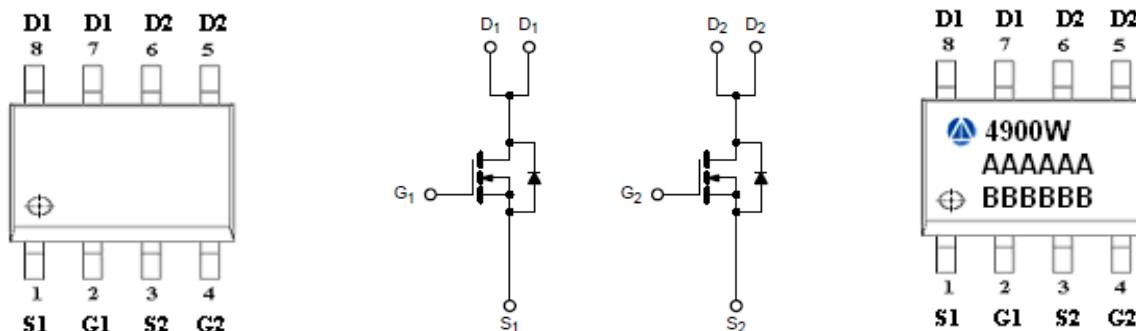 D1 D1 D2 D2
8 7 6 5
1 2 3 4
S1 G1 S2 G2
D1 D1 D2 D2
G1 G2
S1 S2
D1 D1 D2 D2
8 7 6 5
4900W
AAAAAA
BBBBBB
1 2 3 4
S1 G1 S2 G2